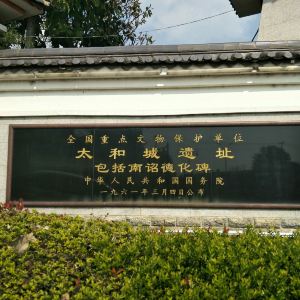 全国重点文物保护单位
太和城遗址
包括南诏德化碑
中华人民共和国国务院
一九六一年三月四日公布